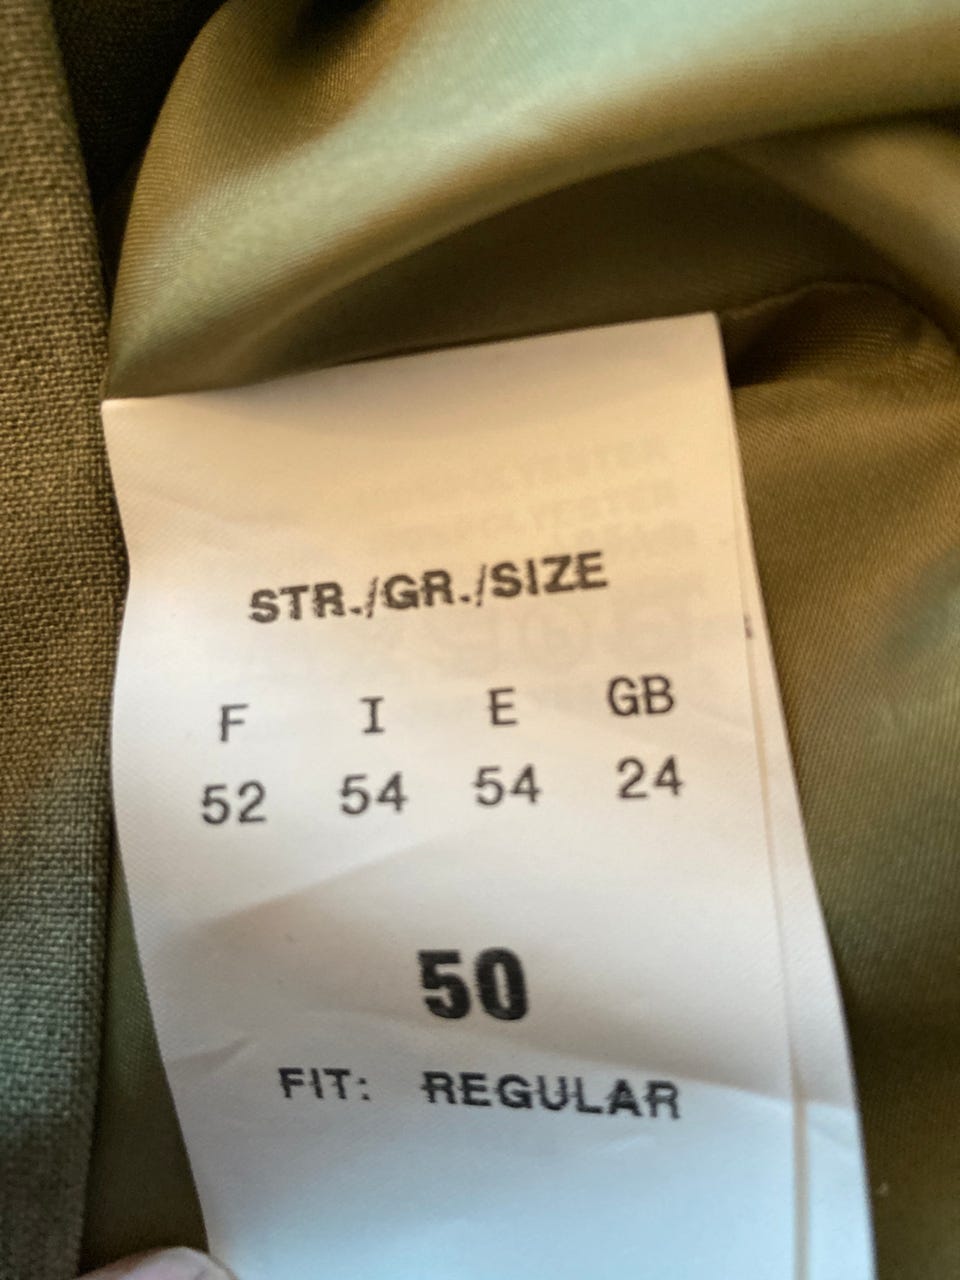 STR./GR./SIZE
F I E GB
52 54 54 24
50
FIT: REGULAR